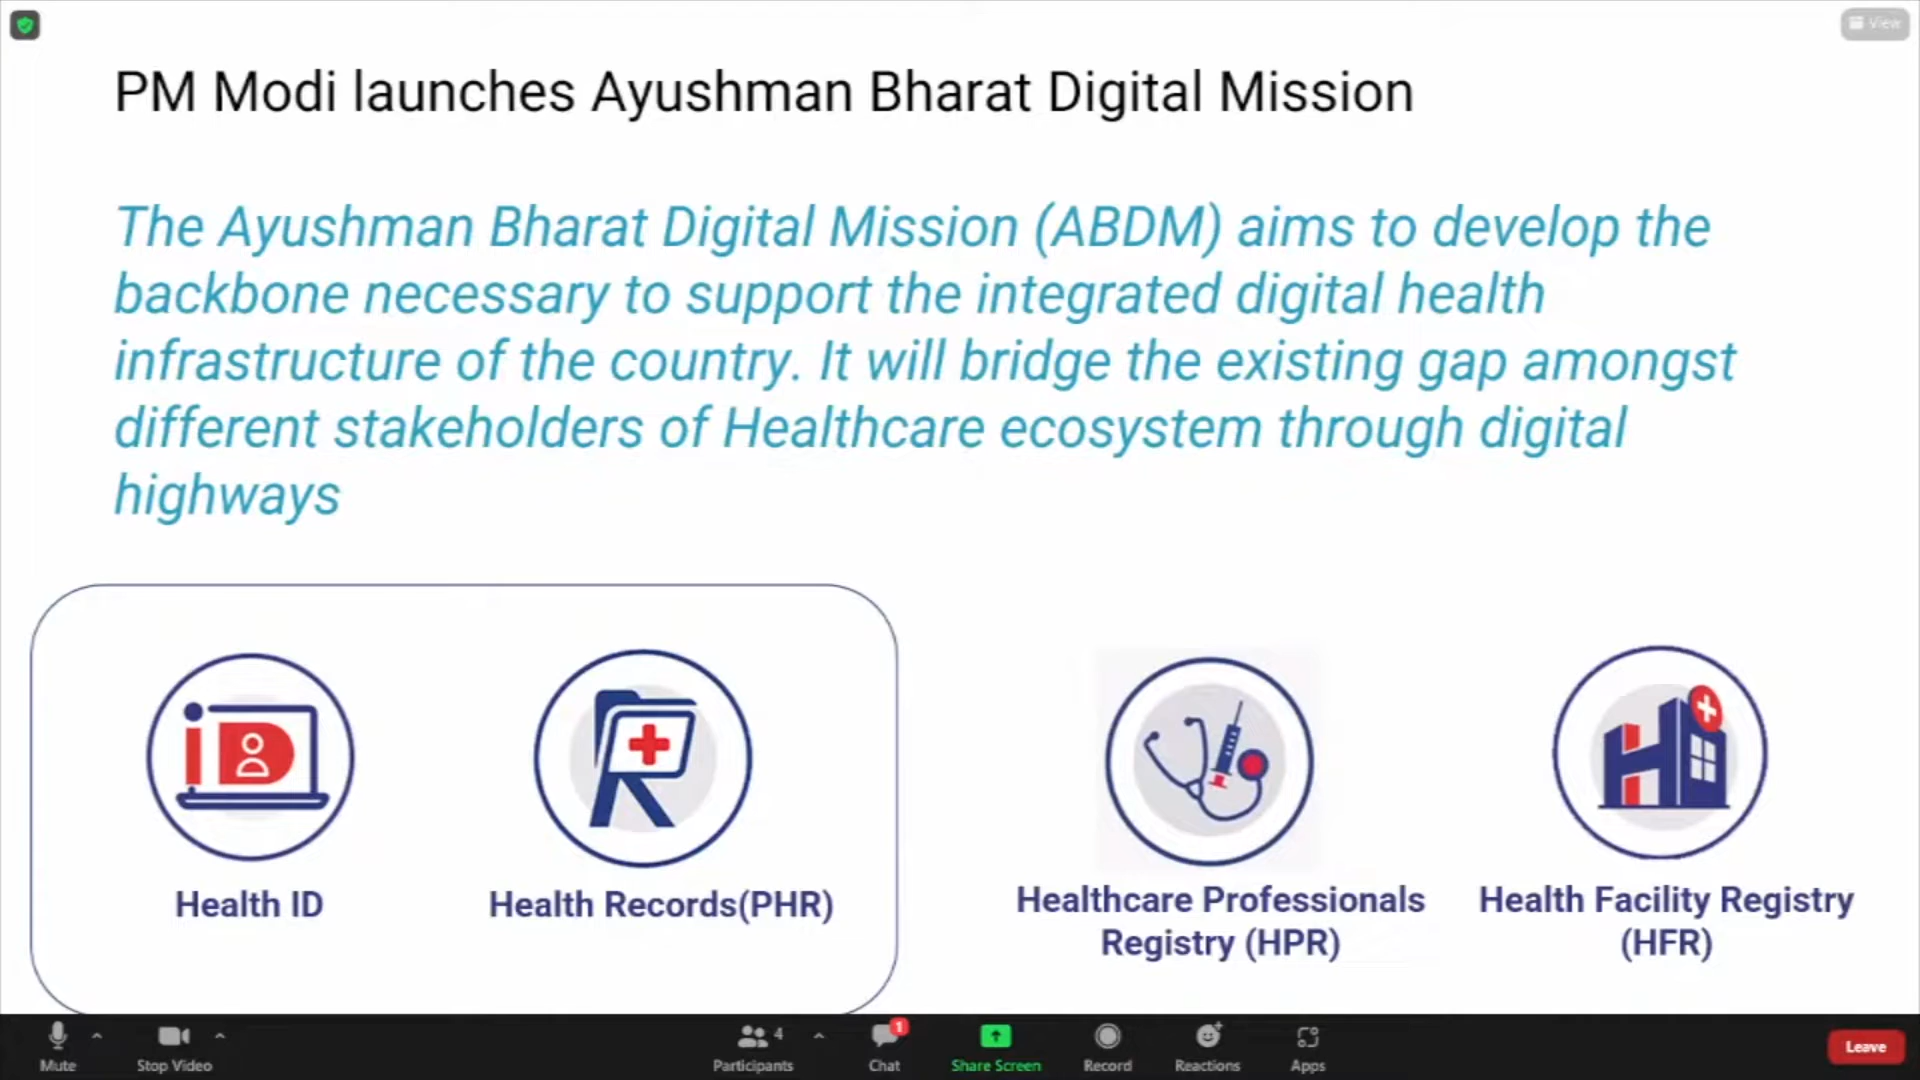 View
PM Modi launches Ayushman Bharat Digital Mission
The Ayushman Bharat Digital Mission (ABDM) aims to develop the
backbone necessary to support the integrated digital health
infrastructure of the country. It will bridge the existing gap amongst
different stakeholders of Healthcare ecosystem through digital
highways
iD
R
H
Health ID
Health Records(PHR)
Healthcare Professionals
Registry (HPR)
Health Facility Registry
(HFR)
Mute
Stop Video
4
Participants
1
Chat
Share Screen
Record
Reactions
Apps
Leave